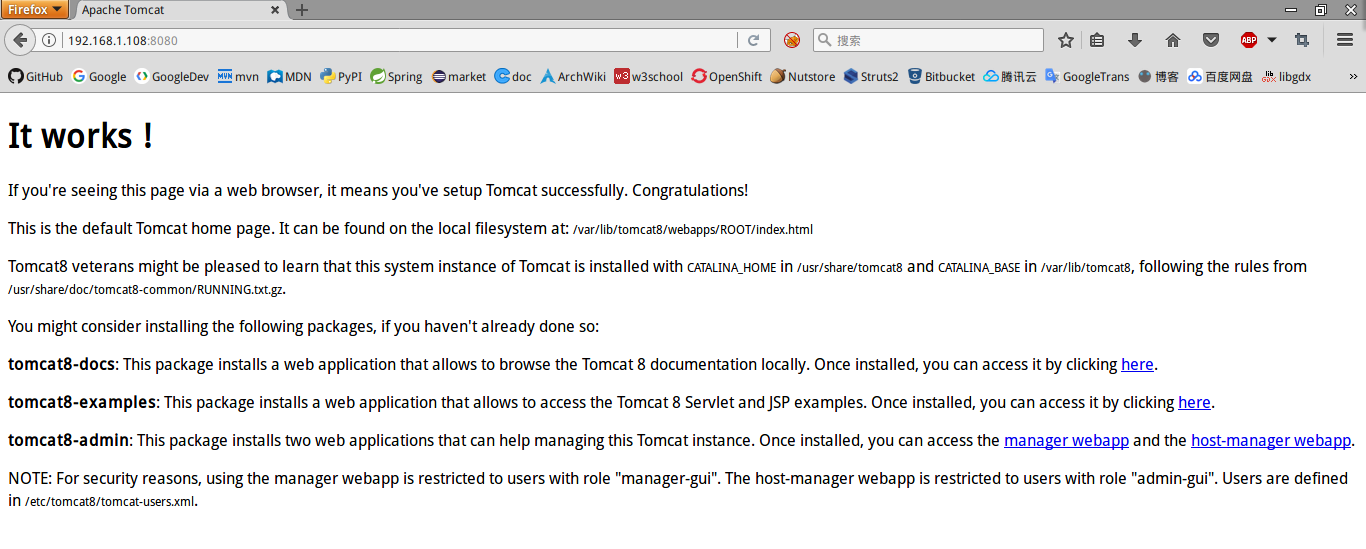 Firefox
Apache Tomcat
192.168.1.108:8080
搜索
ABP
GitHub Google GoogleDev mvn MDN PyPI Spring market doc ArchWiki w3school OpenShift Nutstore Struts2 Bitbucket 腾讯云 GoogleTrans 博客 百度网盘 libgdx
It works !
If you're seeing this page via a web browser, it means you've setup Tomcat successfully. Congratulations!
This is the default Tomcat home page. It can be found on the local filesystem at: /var/lib/tomcat8/webapps/ROOT/index.html
Tomcat8 veterans might be pleased to learn that this system instance of Tomcat is installed with CATALINA_HOME in /usr/share/tomcat8 and CATALINA_BASE in /var/lib/tomcat8, following the rules from
/usr/share/doc/tomcat8-common/RUNNING.txt.gz.
You might consider installing the following packages, if you haven't already done so:
tomcat8-docs: This package installs a web application that allows to browse the Tomcat 8 documentation locally. Once installed, you can access it by clicking here.
tomcat8-examples: This package installs a web application that allows to access the Tomcat 8 Servlet and JSP examples. Once installed, you can access it by clicking here.
tomcat8-admin: This package installs two web applications that can help managing this Tomcat instance. Once installed, you can access the manager webapp and the host-manager webapp.
NOTE: For security reasons, using the manager webapp is restricted to users with role "manager-gui". The host-manager webapp is restricted to users with role "admin-gui". Users are defined
in /etc/tomcat8/tomcat-users.xml.